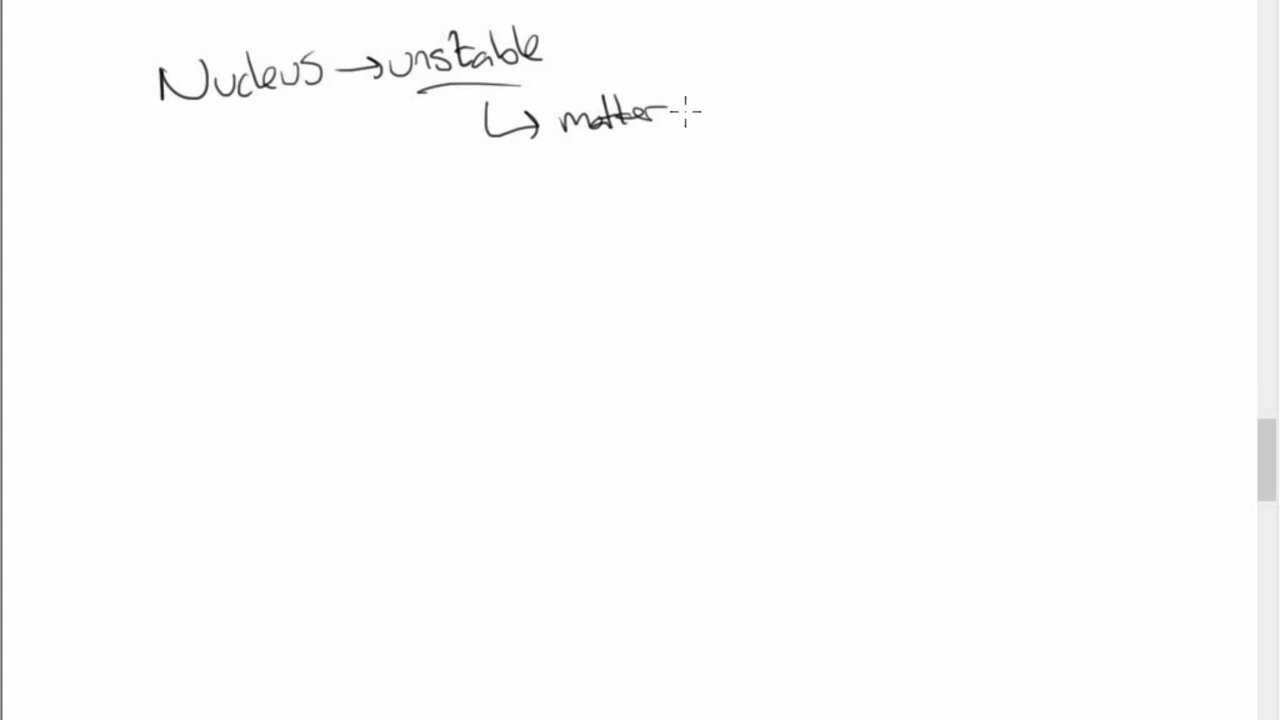 Nucleus → unstable
↳ matter